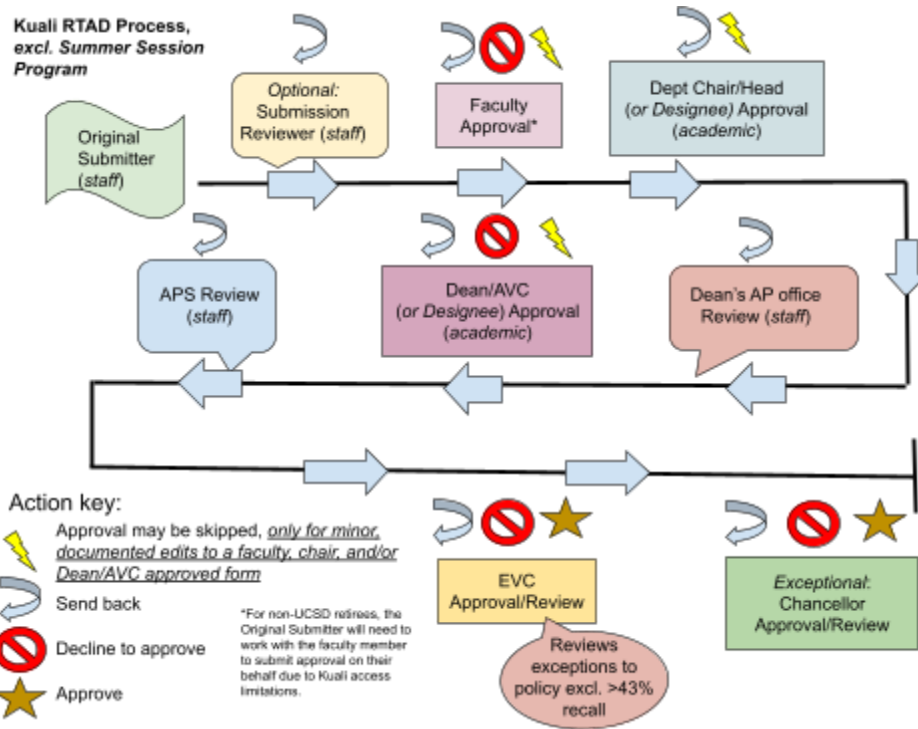 Kuali RTAD Process,
excl. Summer Session
Program
Original
Submitter
(staff)
Optional:
Submission
Reviewer (staff)
Faculty
Approval*
Dept Chair/Head
(or Designee) Approval
(academic)
APS Review
(staff)
Dean/AVC
(or Designee) Approval
(academic)
Dean's AP office
Review (staff)
Action key:
Approval may be skipped, only for minor,
documented edits to a faculty, chair, and/or
Dean/AVC approved form
Send back
Decline to approve
Approve
*For non-UCSD retirees, the
Original Submitter will need to
work with the faculty member
to submit approval on their
behalf due to Kuali access
limitations.
EVC
Approval/Review
Reviews
exceptions to
policy excl. >43%
recall
Exceptional:
Chancellor
Approval/Review